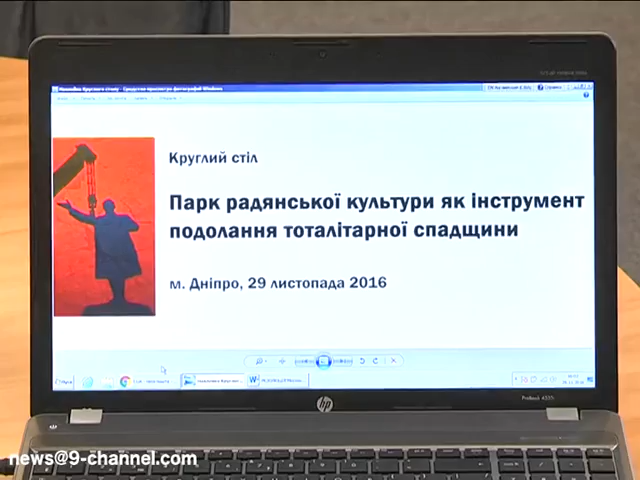 Круглий стіл
Парк радянської культури як інструмент
подолання тоталітарної спадщини
м. Дніпро, 29 листопада 2016
hp
ProBook
news@9-channel.com